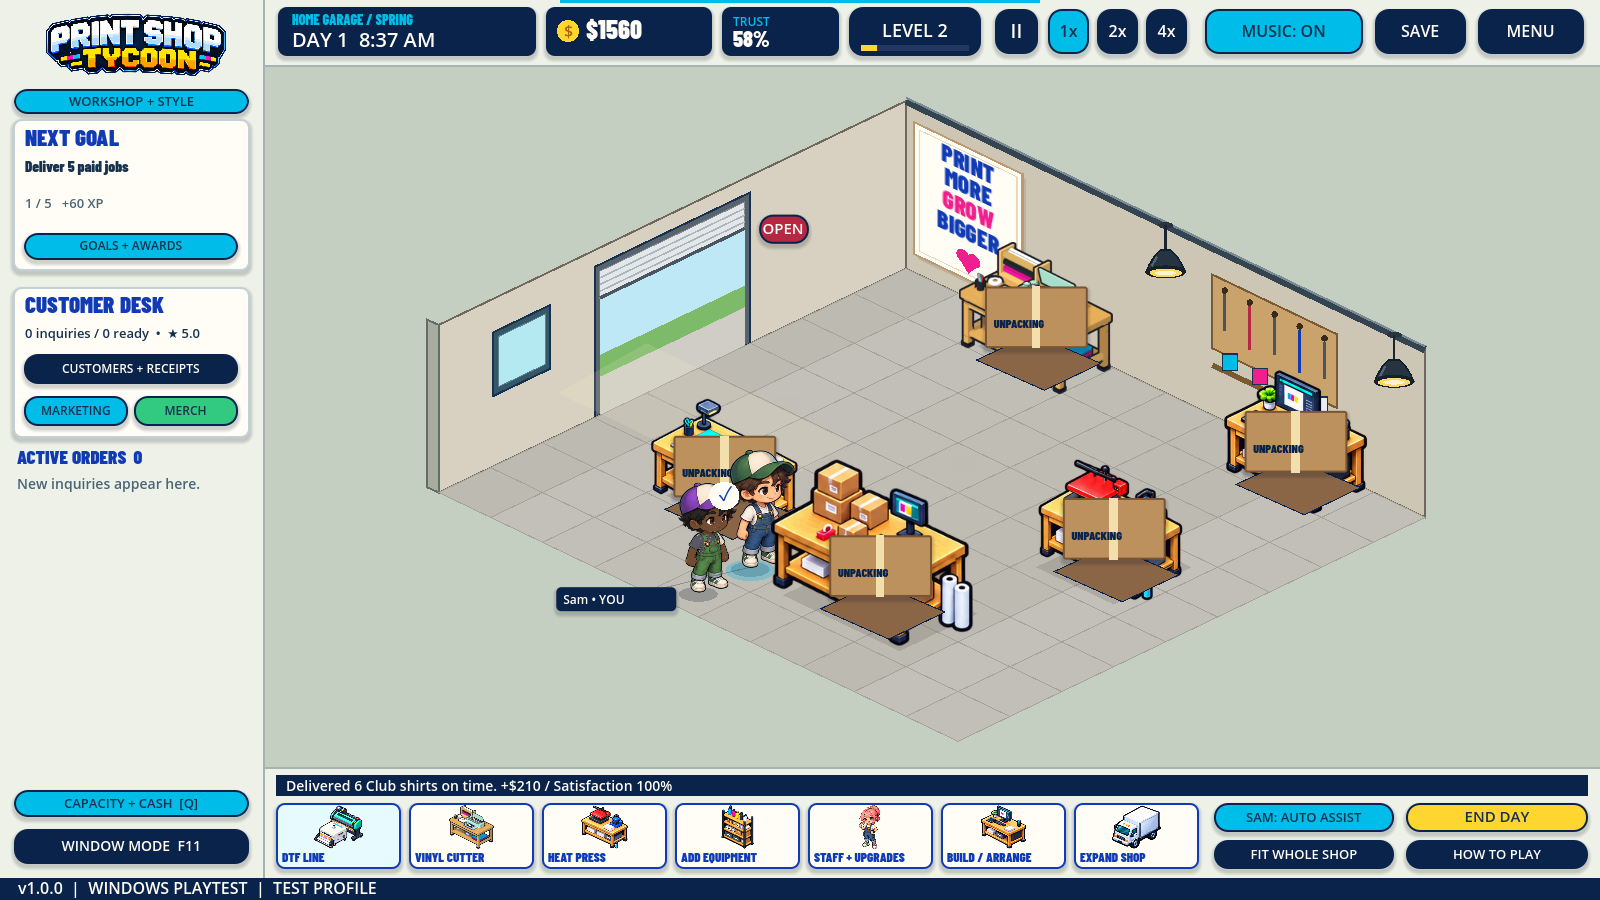 PRINT SHOP
TYCOON
WORKSHOP + STYLE
NEXT GOAL
Deliver 5 paid jobs
1 / 5 +60 XP
GOALS + AWARDS
CUSTOMER DESK
0 inquiries / 0 ready • ★ 5.0
CUSTOMERS + RECEIPTS
MARKETING
MERCH
ACTIVE ORDERS 0
New inquiries appear here.
CAPACITY + CASH [Q]
WINDOW MODE F11
HOME GARAGE / SPRING
DAY 1 8:37 AM
$ $1560
TRUST
58%
LEVEL 2
II
1x
2x
4x
MUSIC: ON
SAVE
MENU
OPEN
PRINT
MORE
GROW
BIGGER
UNPACKING
UNPACKING
UNPACKING
UNPACKING
UNPACKING
Sam • YOU
Delivered 6 Club shirts on time. +$210 / Satisfaction 100%
DTF LINE
VINYL CUTTER
HEAT PRESS
ADD EQUIPMENT
STAFF + UPGRADES
BUILD / ARRANGE
EXPAND SHOP
SAM: AUTO ASSIST
END DAY
FIT WHOLE SHOP
HOW TO PLAY
v1.0.0 | WINDOWS PLAYTEST | TEST PROFILE